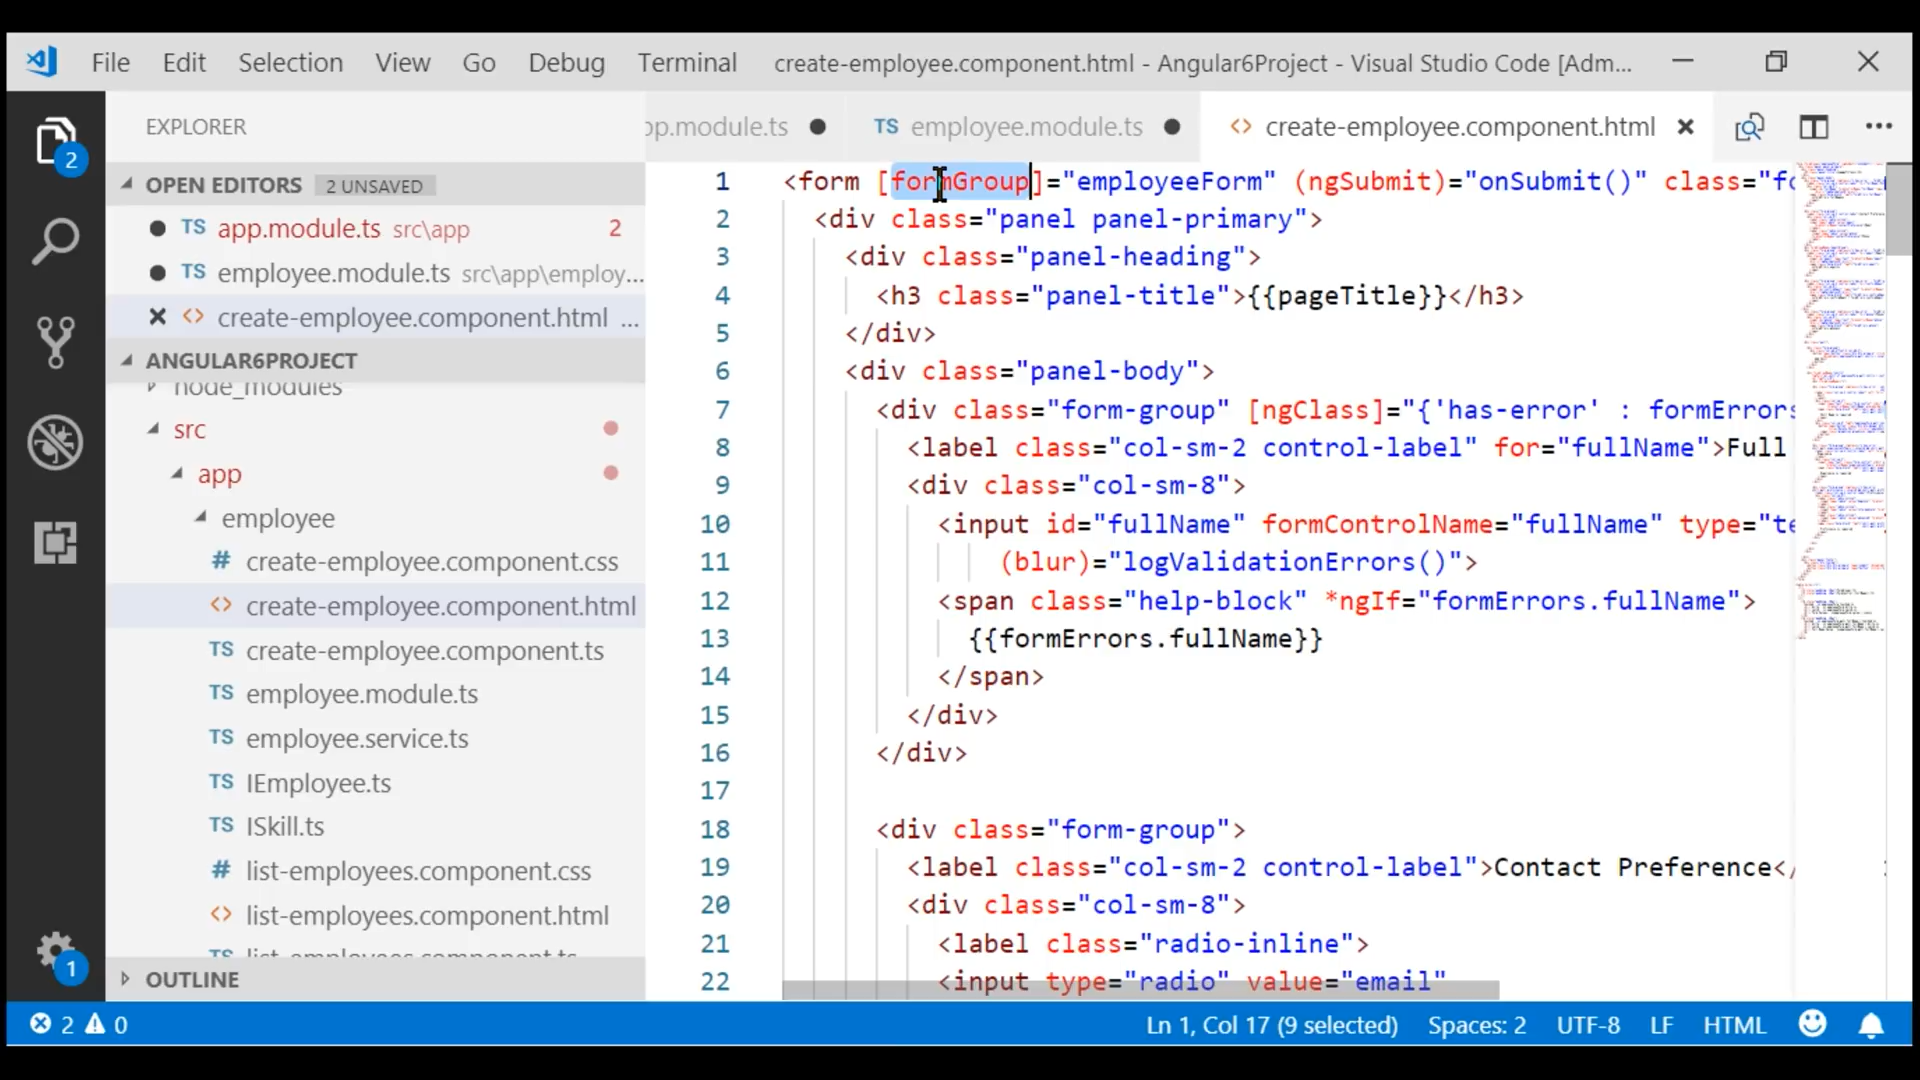 File Edit Selection View Go Debug Terminal create-employee.component.html - Angular6Project - Visual Studio Code [Adm...
EXPLORER
pp.module.ts
TS employee.module.ts
<> create-employee.component.html
2
OPEN EDITORS 2 UNSAVED
TS app.module.ts src\app 2
TS employee.module.ts src\app\employ...
<> create-employee.component.html ...
ANGULAR6PROJECT
node_modules
src
app
employee
# create-employee.component.css
<> create-employee.component.html
TS create-employee.component.ts
TS employee.module.ts
TS employee.service.ts
TS IEmployee.ts
TS ISkill.ts
# list-employees.component.css
<> list-employees.component.html
TS list-employees.component.ts
OUTLINE
1
1 <form [formGroup]="employeeForm" (ngSubmit)="onSubmit()" class="fo
2 <div class="panel panel-primary">
3 <div class="panel-heading">
4 <h3 class="panel-title">{{pageTitle}}</h3>
5 </div>
6 <div class="panel-body">
7 <div class="form-group" [ngClass]="{'has-error' : formErrors
8 <label class="col-sm-2 control-label" for="fullName">Full
9 <div class="col-sm-8">
10 <input id="fullName" formControlName="fullName" type="te
11 (blur)="logValidationErrors()">
12 <span class="help-block" *ngIf="formErrors.fullName">
13 {{formErrors.fullName}}
14 </span>
15 </div>
16 </div>
17
18 <div class="form-group">
19 <label class="col-sm-2 control-label">Contact Preference</
20 <div class="col-sm-8">
21 <label class="radio-inline">
22 <input type="radio" value="email"
2 0 Ln 1, Col 17 (9 selected) Spaces: 2 UTF-8 LF HTML